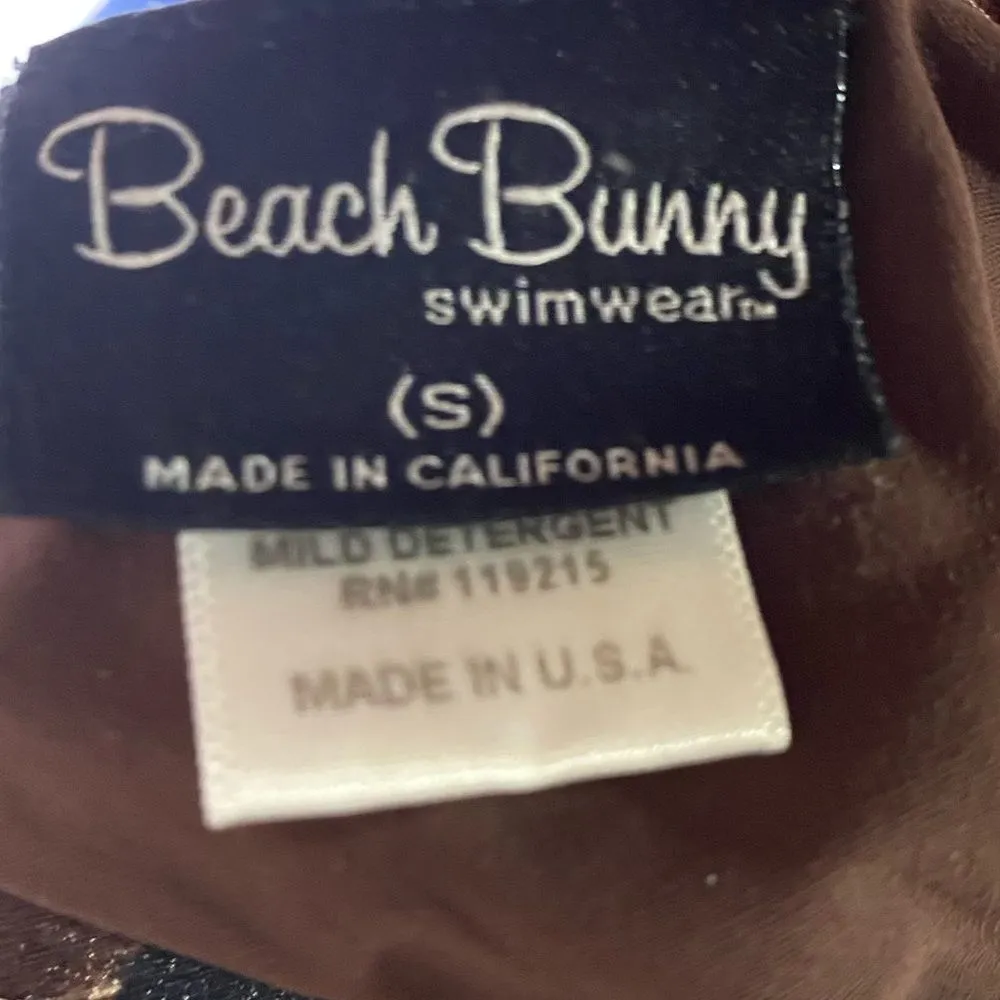 Beach Bunny
swimwear™
(S)
MADE IN CALIFORNIA
MILD DETERGENT
RN# 119215
MADE IN U.S.A.